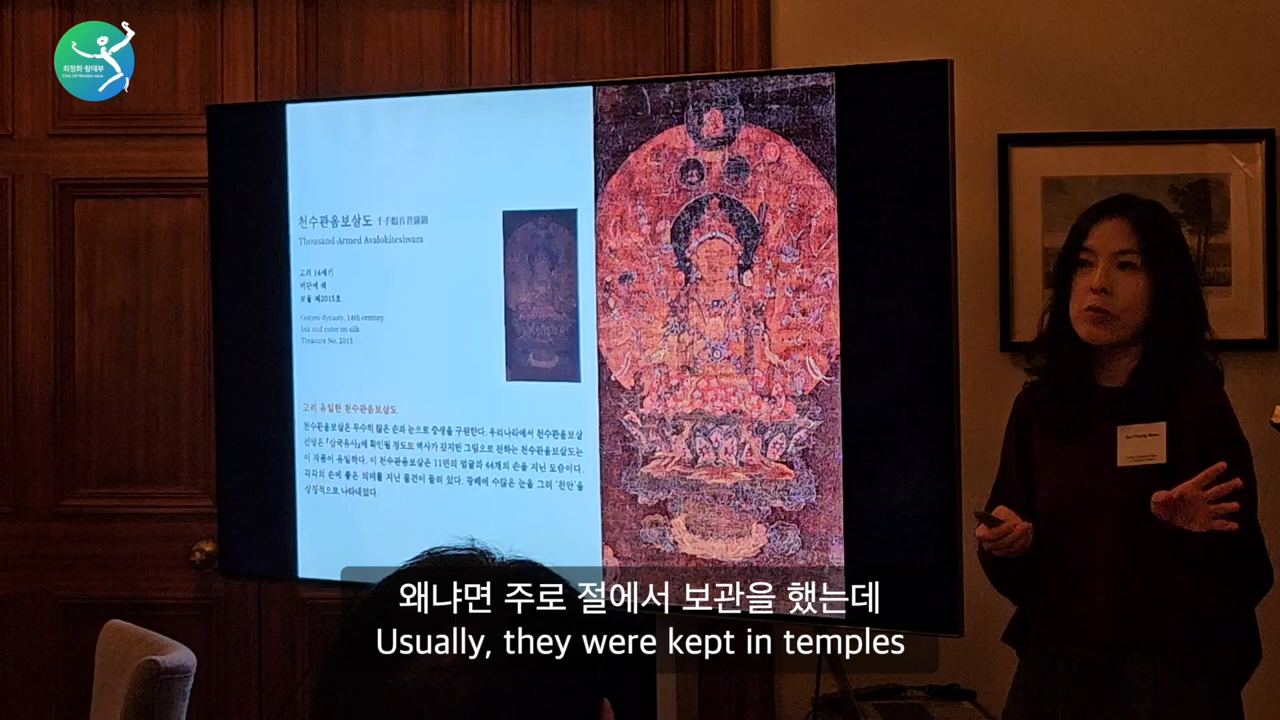 최정화 랑데부
천수관음보살도 千手觀音菩薩圖
Thousand-Armed Avalokiteshvara
고려 14세기
비단에 색
보물 제2015호
Goryeo dynasty, 14th century
Ink and color on silk
Treasure No. 2015
고려 유일한 천수관음보살도
천수관음보살은 무수히 많은 손과 눈으로 중생을 구원한다. 우리나라에서 천수관음보살
신앙은 『삼국유사』에 확인될 정도로 역사가 깊지만 그림으로 전하는 천수관음보살도는
이 작품이 유일하다. 이 천수관음보살은 11면의 얼굴과 44개의 손을 지닌 모습이다.
각각의 손에 좋은 의미를 지닌 물건이 들려 있다. 광배에 수많은 눈을 그려 '천안'을
상징적으로 나타내었다.
왜냐면 주로 절에서 보관을 했는데
Usually, they were kept in temples